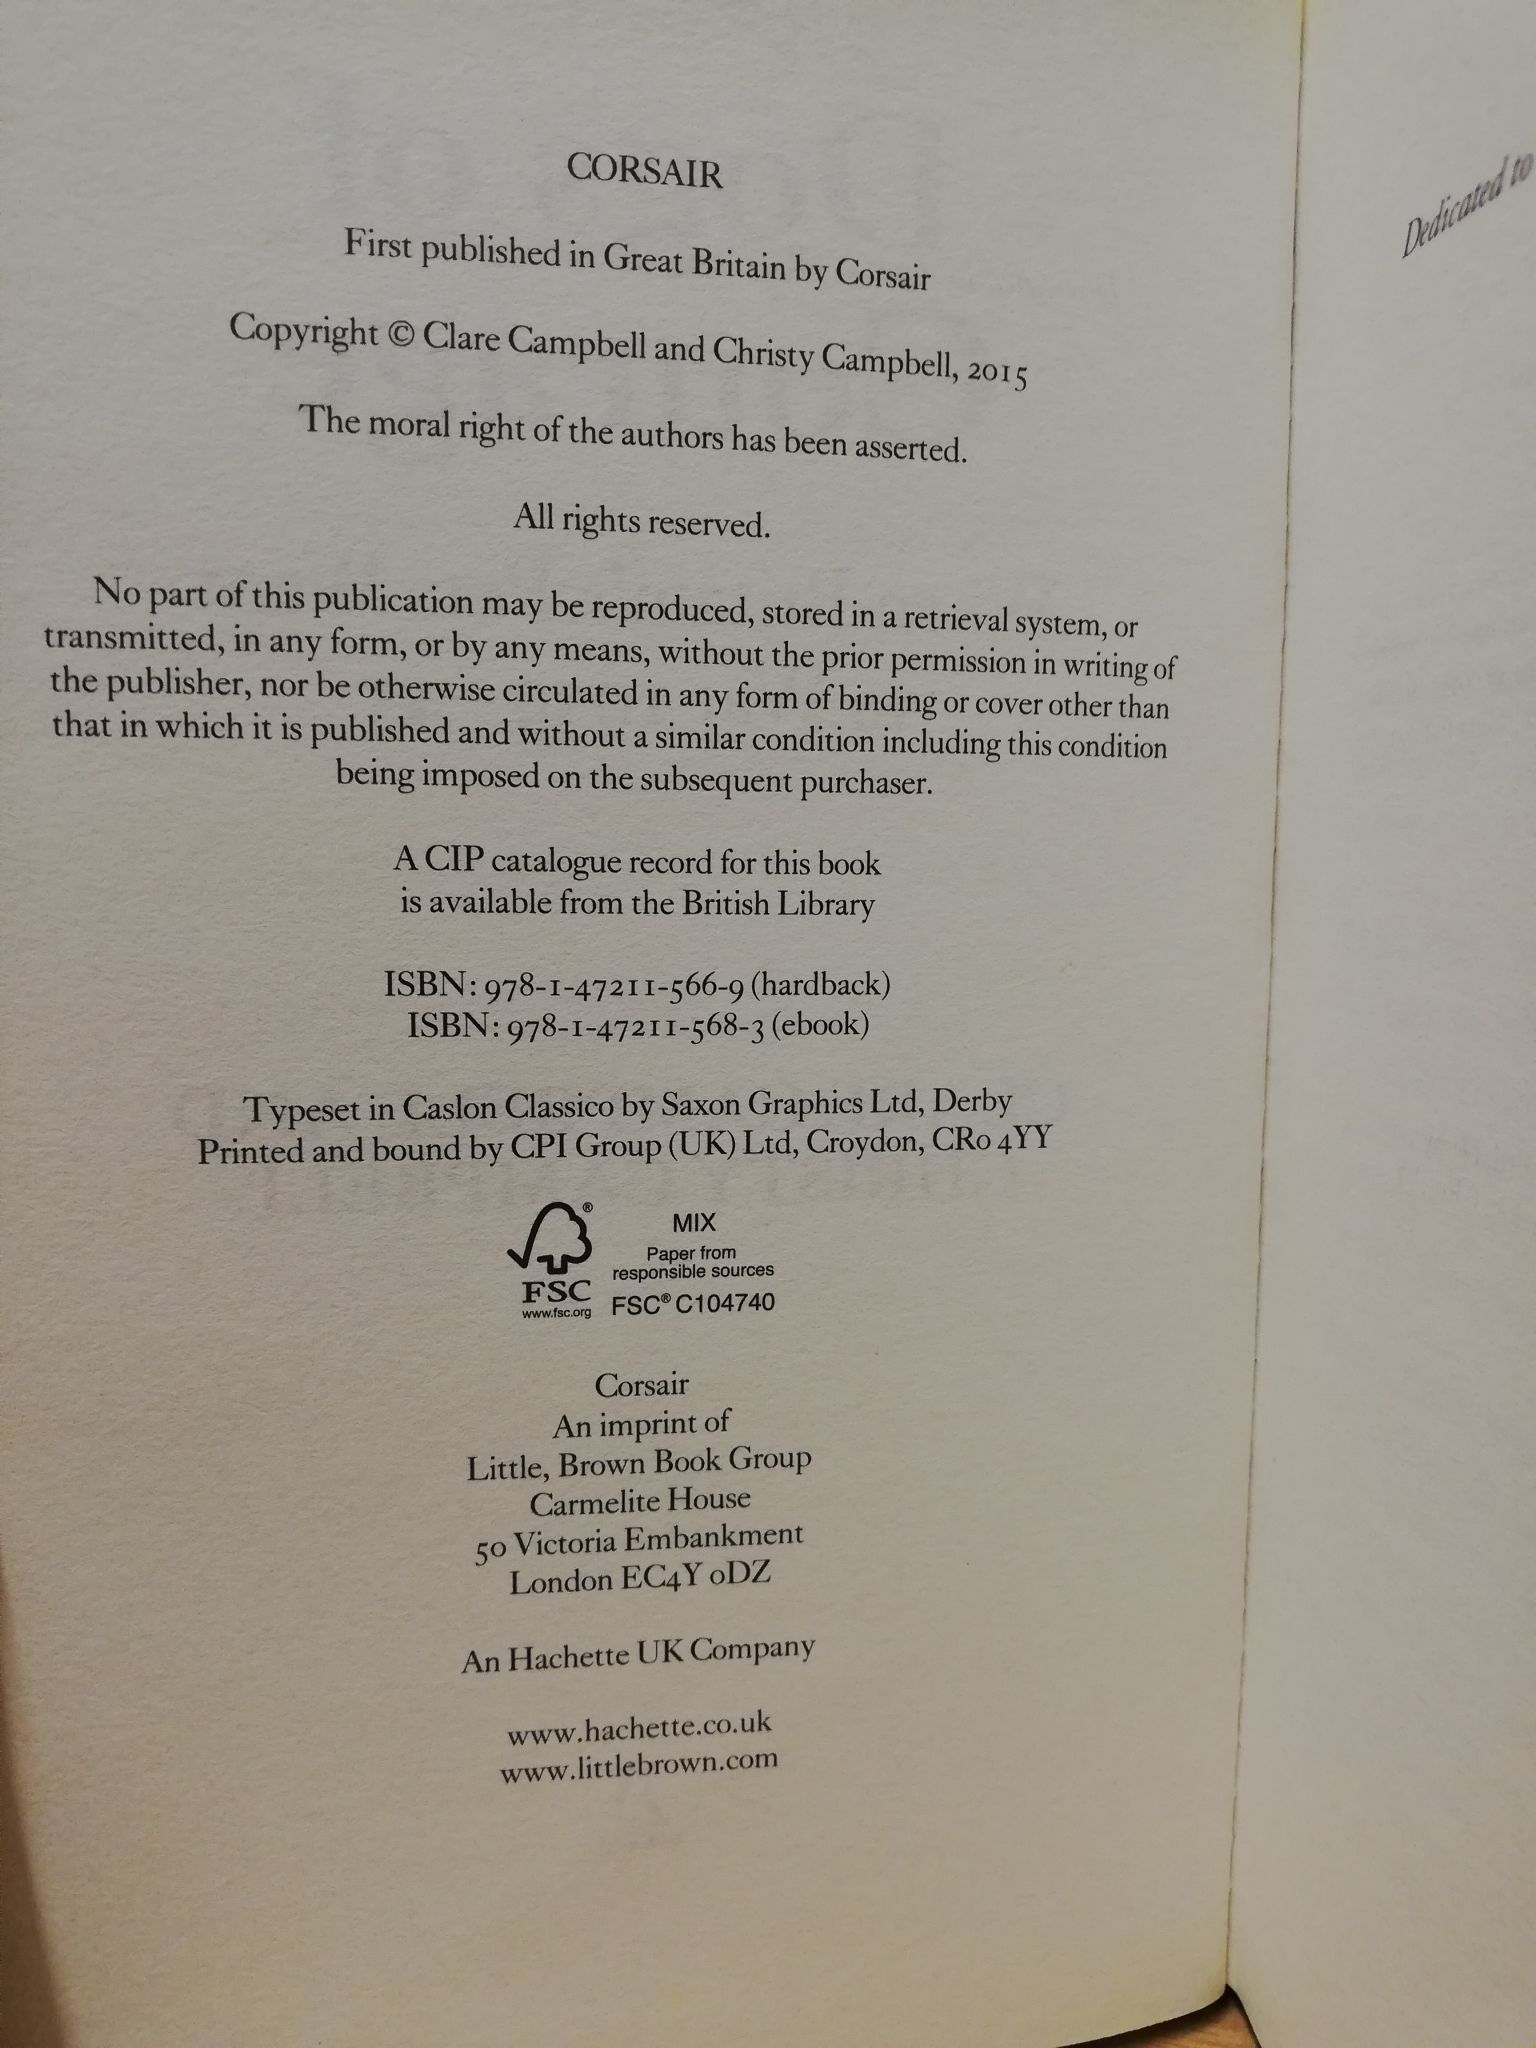 CORSAIR
First published in Great Britain by Corsair
Copyright © Clare Campbell and Christy Campbell, 2015
The moral right of the authors has been asserted.
All rights reserved.
No part of this publication may be reproduced, stored in a retrieval system, or
transmitted, in any form, or by any means, without the prior permission in writing of
the publisher, nor be otherwise circulated in any form of binding or cover other than
that in which it is published and without a similar condition including this condition
being imposed on the subsequent purchaser.
A CIP catalogue record for this book
is available from the British Library
ISBN: 978-1-47211-566-9 (hardback)
ISBN: 978-1-47211-568-3 (ebook)
Typeset in Caslon Classico by Saxon Graphics Ltd, Derby
Printed and bound by CPI Group (UK) Ltd, Croydon, CR0 4YY
®
FSC
www.fsc.org
MIX
Paper from
responsible sources
FSC® C104740
Corsair
An imprint of
Little, Brown Book Group
Carmelite House
50 Victoria Embankment
London EC4Y 0DZ
An Hachette UK Company
www.hachette.co.uk
www.littlebrown.com
Dedicated to